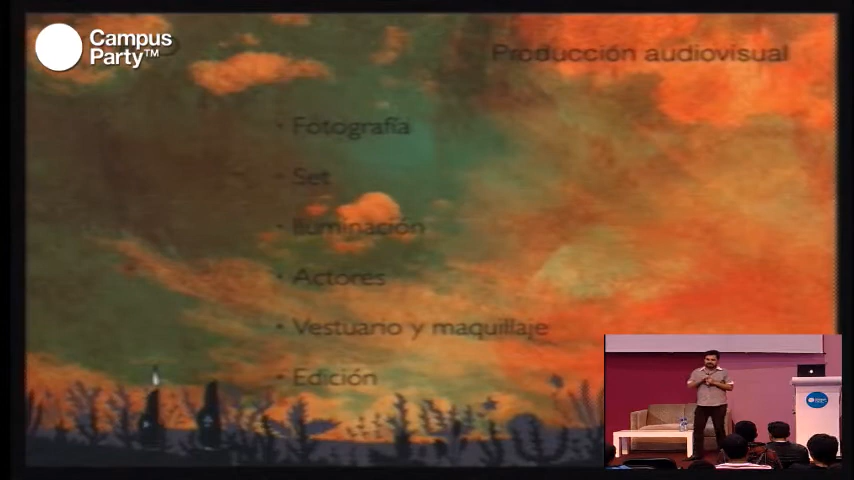 Campus
Party™
Producción audiovisual
• Fotografía
• Set
• Iluminación
• Actores
• Vestuario y maquillaje
• Edición